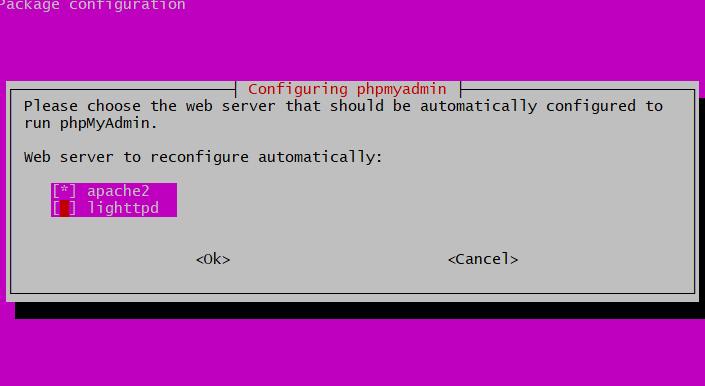 Package configuration
Configuring phpmyadmin
Please choose the web server that should be automatically configured to
run phpMyAdmin.
Web server to reconfigure automatically:
[*] apache2
[ ] lighttpd
<Ok> <Cancel>